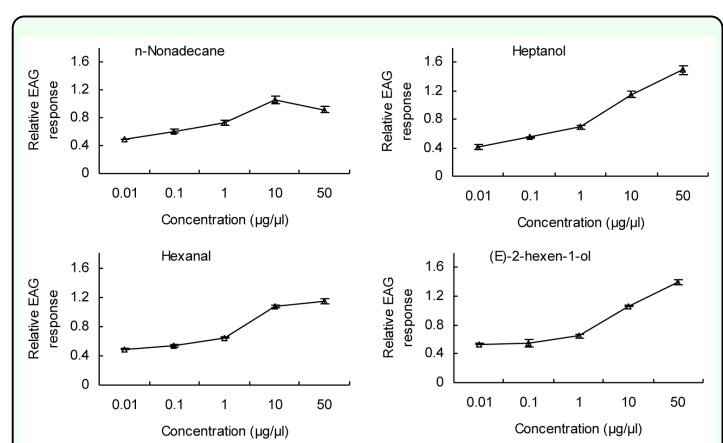 n-Nonadecane
Relative EAG
response
1.6
1.2
0.8
0.4
0
0.01 0.1 1 10 50
Concentration (µg/µl)
Heptanol
Relative EAG
response
1.6
1.2
0.8
0.4
0
0.01 0.1 1 10 50
Concentration (µg/µl)
Hexanal
Relative EAG
response
1.6
1.2
0.8
0.4
0
0.01 0.1 1 10 50
Concentration (µg/µl)
(E)-2-hexen-1-ol
Relative EAG
response
1.6
1.2
0.8
0.4
0
0.01 0.1 1 10 50
Concentration (µg/µl)